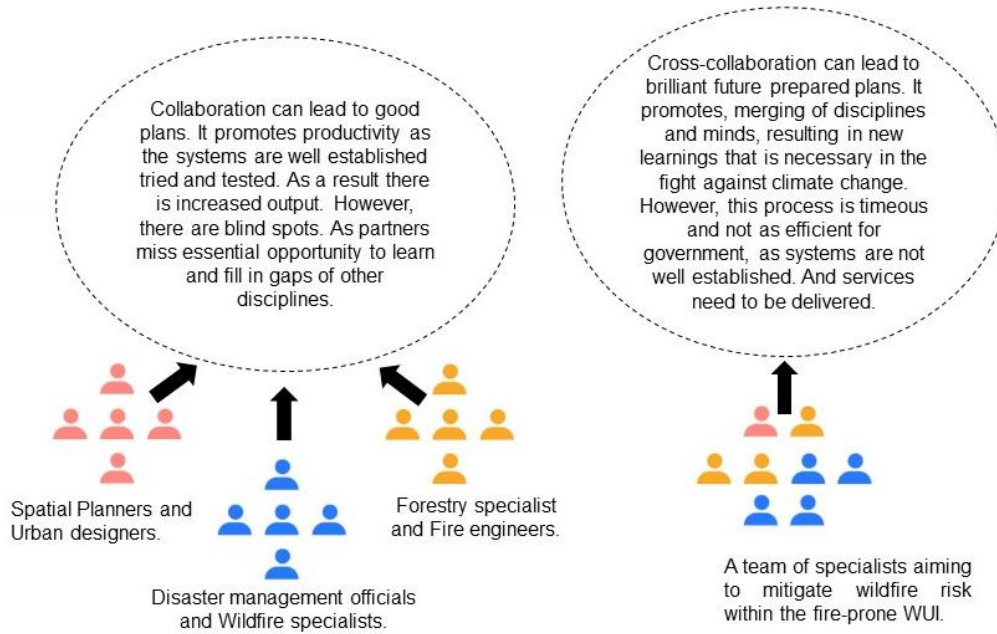 Collaboration can lead to good
plans. It promotes productivity as
the systems are well established
tried and tested. As a result there
is increased output. However,
there are blind spots. As partners
miss essential opportunity to learn
and fill in gaps of other
disciplines.
Cross-collaboration can lead to
brilliant future prepared plans. It
promotes, merging of disciplines
and minds, resulting in new
learnings that is necessary in the
fight against climate change.
However, this process is timeous
and not as efficient for
government, as systems are not
well established. And services
need to be delivered.
Spatial Planners and
Urban designers.
Disaster management officials
and Wildfire specialists.
Forestry specialist
and Fire engineers.
A team of specialists aiming
to mitigate wildfire risk
within the fire-prone WUI.